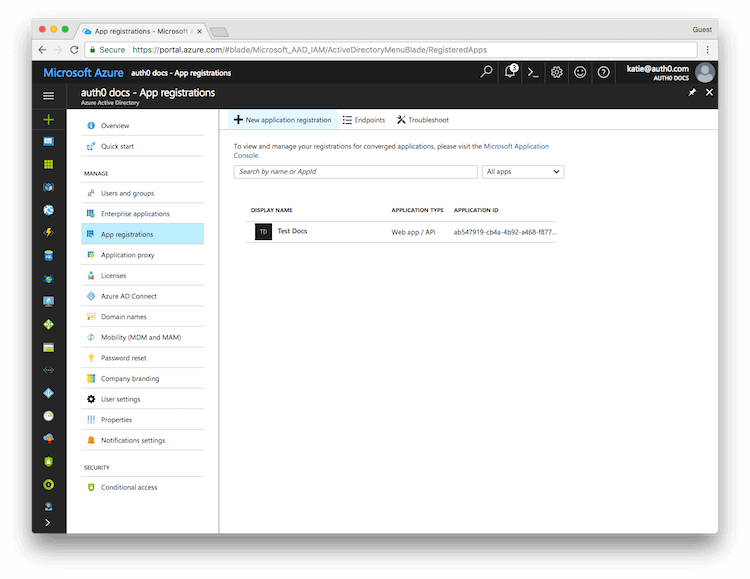 App registrations - Microsoft A
Guest
Secure https://portal.azure.com/#blade/Microsoft_AAD_IAM/ActiveDirectoryMenuBlade/RegisteredApps
Microsoft Azure auth0 docs - App registrations
3
katie@auth0.com
AUTH0 DOCS
auth0 docs - App registrations
Azure Active Directory
Overview
Quick start
MANAGE
Users and groups
Enterprise applications
App registrations
Application proxy
Licenses
Azure AD Connect
Domain names
Mobility (MDM and MAM)
Password reset
Company branding
User settings
Properties
Notifications settings
SECURITY
Conditional access
New application registration Endpoints Troubleshoot
To view and manage your registrations for converged applications, please visit the Microsoft Application
Console.
Search by name or AppId All apps
DISPLAY NAME APPLICATION TYPE APPLICATION ID
TD Test Docs Web app / API ab547919-cb4a-4b92-a468-f877...